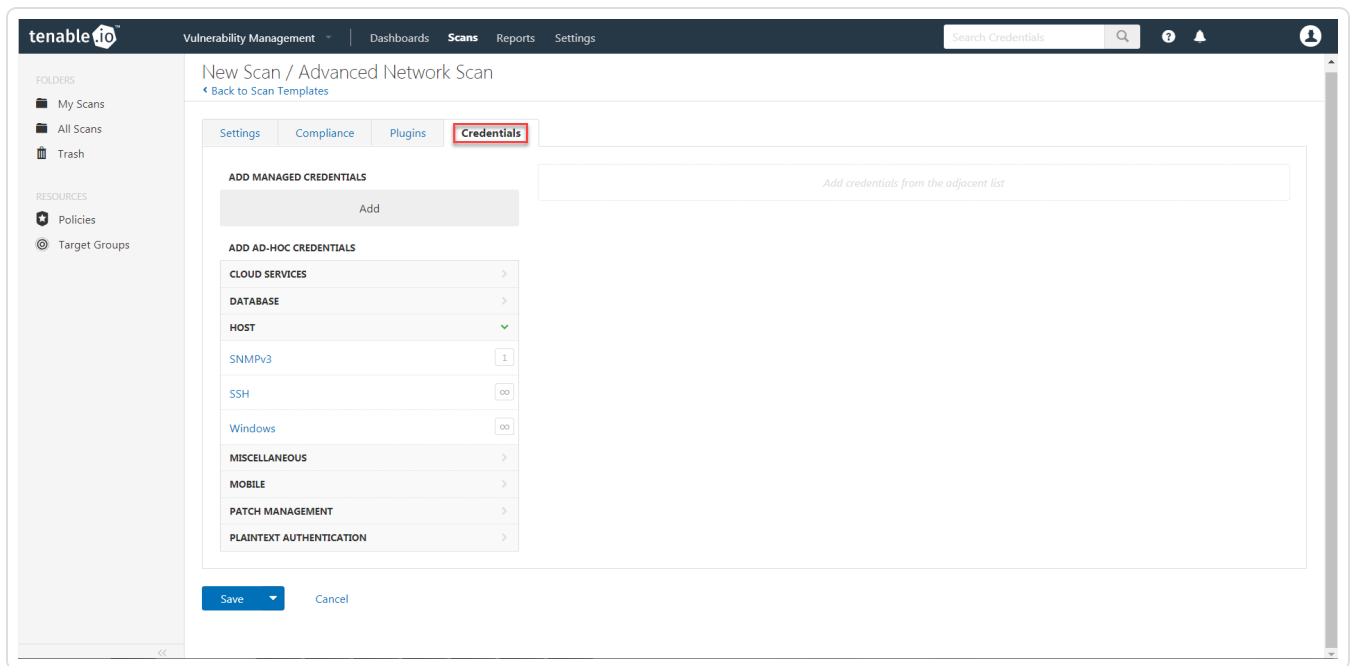 tenable.io™
Vulnerability Management Dashboards Scans Reports Settings Search Credentials ?
FOLDERS
My Scans
All Scans
Trash
RESOURCES
Policies
Target Groups
New Scan / Advanced Network Scan
Back to Scan Templates
Settings Compliance Plugins Credentials
ADD MANAGED CREDENTIALS
Add
Add credentials from the adjacent list
ADD AD-HOC CREDENTIALS
CLOUD SERVICES
DATABASE
HOST
SNMPv3 1
SSH ∞
Windows ∞
MISCELLANEOUS
MOBILE
PATCH MANAGEMENT
PLAINTEXT AUTHENTICATION
Save Cancel